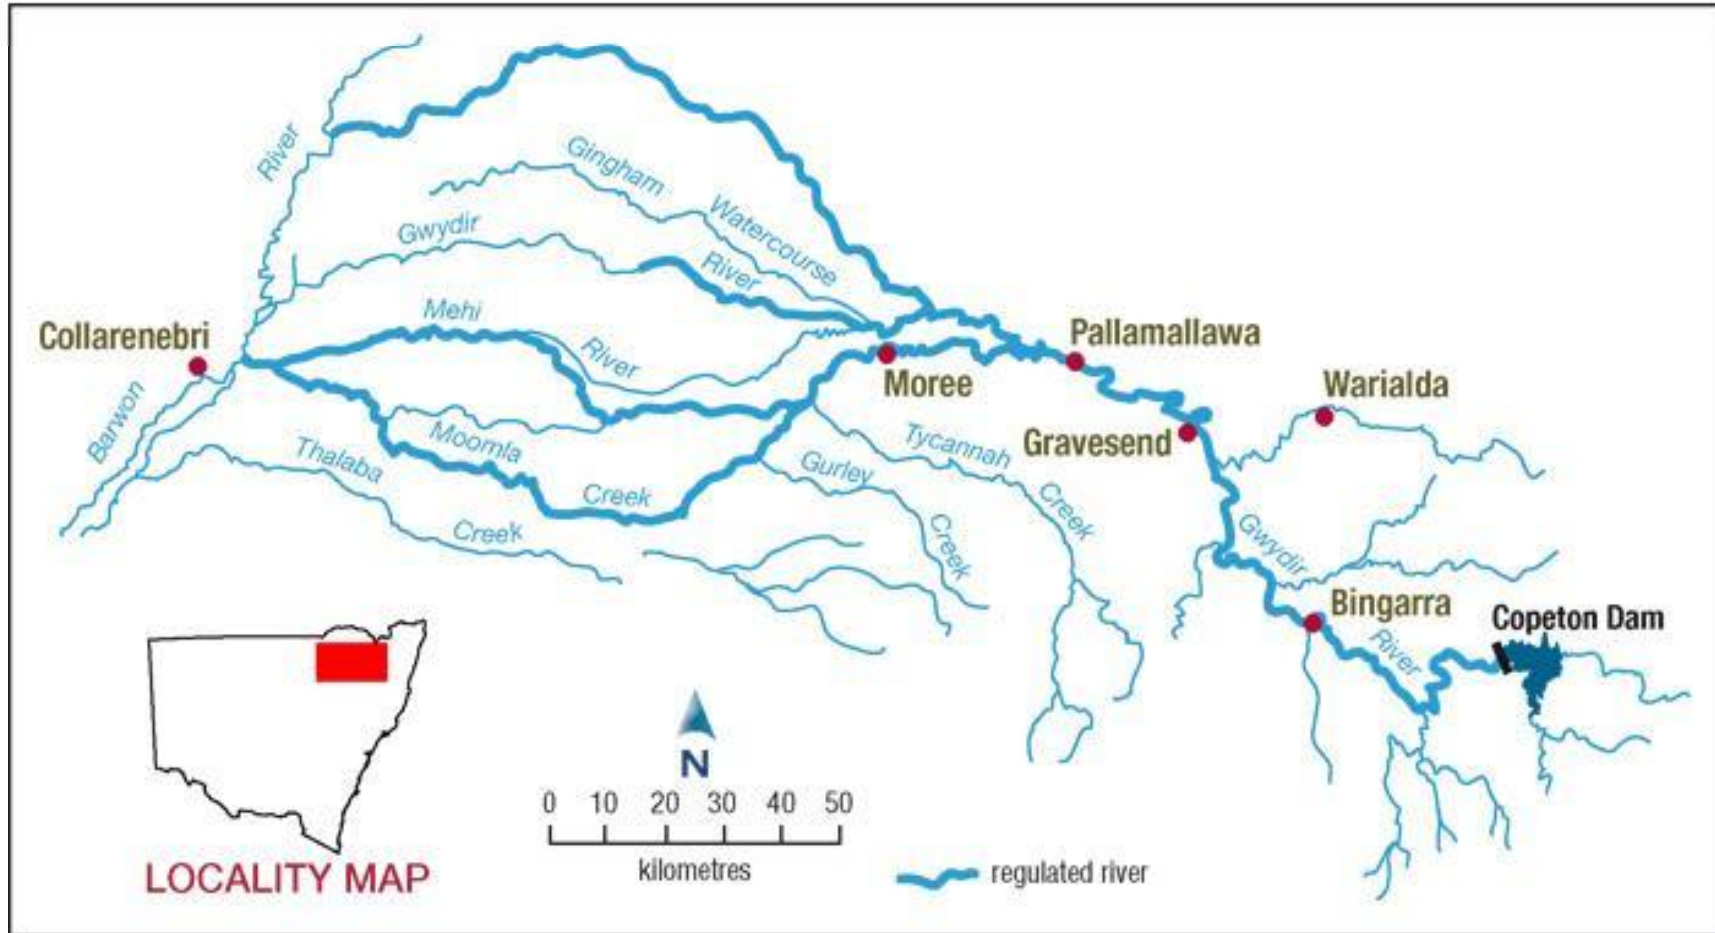 River
Gingham
Watercourse
Gwydir
River
Mehi
River
Collarenebri
Barwon
Pallamallawa
Moree
Warialda
Gravesend
Moomla
Creek
Thalaba
Creek
Tycannah
Creek
Gurley
Creek
Gwydir
River
Bingarra
Copeton Dam
N
0 10 20 30 40 50
kilometres
regulated river
LOCALITY MAP